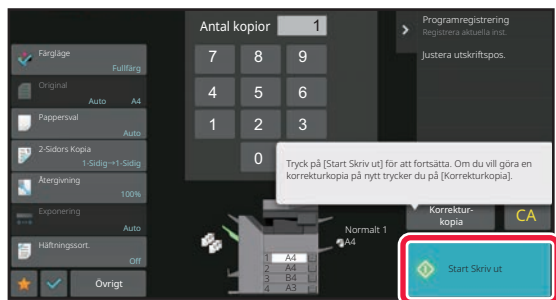 Färgläge
Fullfärg
Original
Auto A4
Pappersval
Auto
2-Sidors Kopia
1-Sidig→1-Sidig
Återgivning
100%
Exponering
Auto
Häftningssort.
Off
Övrigt
Antal kopior 1
7 8 9
4 5 6
1 2 3
0
Normalt 1
A4
1 A4
2 A4
3 B4
4 A3
Programregistrering
Registrera aktuella inst.
Justera utskriftspos.
Tryck på [Start Skriv ut] för att fortsätta. Om du vill göra en
korrekturkopia på nytt trycker du på [Korrekturkopia].
Korrektur-
kopia
CA
Start Skriv ut